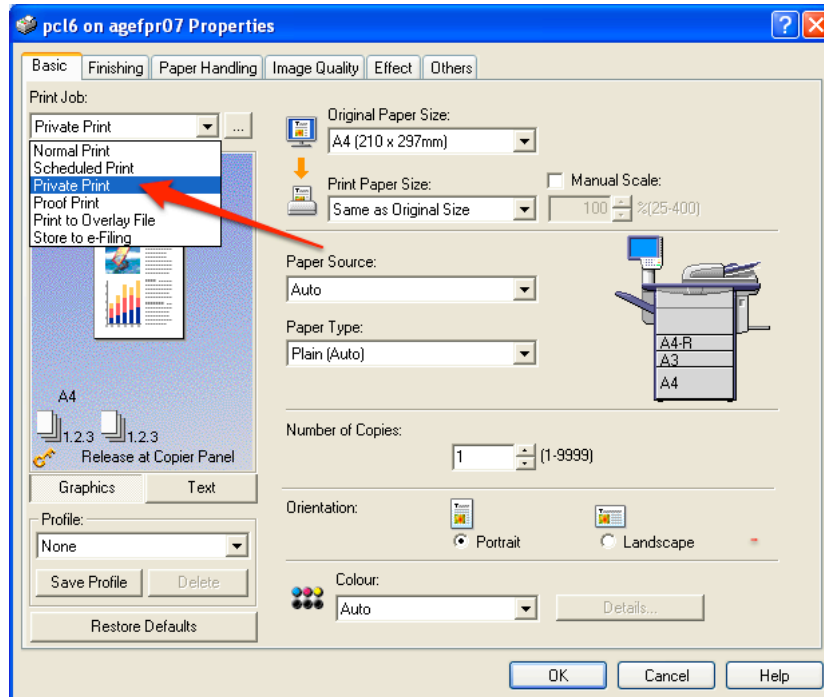 pcl6 on agefpr07 Properties
Basic
Finishing
Paper Handling
Image Quality
Effect
Others
Print Job:
Private Print
...
Normal Print
Scheduled Print
Private Print
Proof Print
Print to Overlay File
Store to e-Filing
A4
1.2.3
1.2.3
Release at Copier Panel
Graphics
Text
Profile:
None
Save Profile
Delete
Restore Defaults
Original Paper Size:
A4 (210 x 297mm)
Print Paper Size:
Same as Original Size
Manual Scale:
100
%(25-400)
Paper Source:
Auto
Paper Type:
Plain (Auto)
A4-R
A3
A4
Number of Copies:
1
(1-9999)
Orientation:
Portrait
Landscape
Colour:
Auto
Details...
OK
Cancel
Help